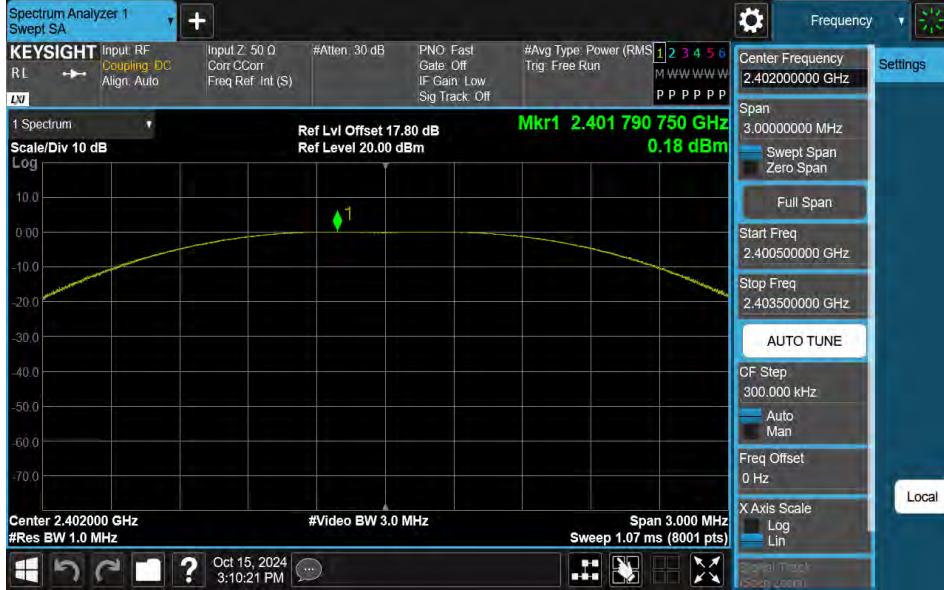 Spectrum Analyzer 1
Swept SA
+
Frequency
KEYSIGHT
RL
LXI
Input: RF
Coupling: DC
Align: Auto
Input Z: 50 Ω
Corr CCorr
Freq Ref: Int (S)
#Atten: 30 dB
PNO: Fast
Gate: Off
IF Gain: Low
Sig Track: Off
#Avg Type: Power (RMS
Trig: Free Run
1 2 3 4 5 6
M W W W W W
P P P P P P
Center Frequency
2.402000000 GHz
Settings
1 Spectrum
Scale/Div 10 dB
Ref Lvl Offset 17.80 dB
Ref Level 20.00 dBm
Mkr1 2.401 790 750 GHz
0.18 dBm
Span
3.00000000 MHz
Swept Span
Zero Span
Full Span
Start Freq
2.400500000 GHz
Stop Freq
2.403500000 GHz
AUTO TUNE
CF Step
300.000 kHz
Auto
Man
Freq Offset
0 Hz
X Axis Scale
Log
Lin
Signal Track
(Span Zoom)
Local
Log
1
10.0
0.00
-10.0
-20.0
-30.0
-40.0
-50.0
-60.0
-70.0
Center 2.402000 GHz
#Res BW 1.0 MHz
#Video BW 3.0 MHz
Span 3.000 MHz
Sweep 1.07 ms (8001 pts)
?
Oct 15, 2024
3:10:21 PM